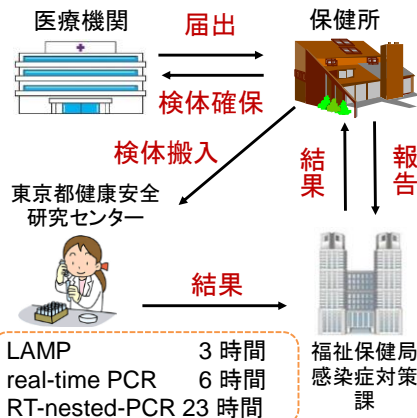 医療機関
届出
保健所
検体確保
検体搬入
結果
報告
東京都健康安全
研究センター
結果
LAMP 3 時間
real-time PCR 6 時間
RT-nested-PCR 23 時間
福祉保健局
感染症対策
課